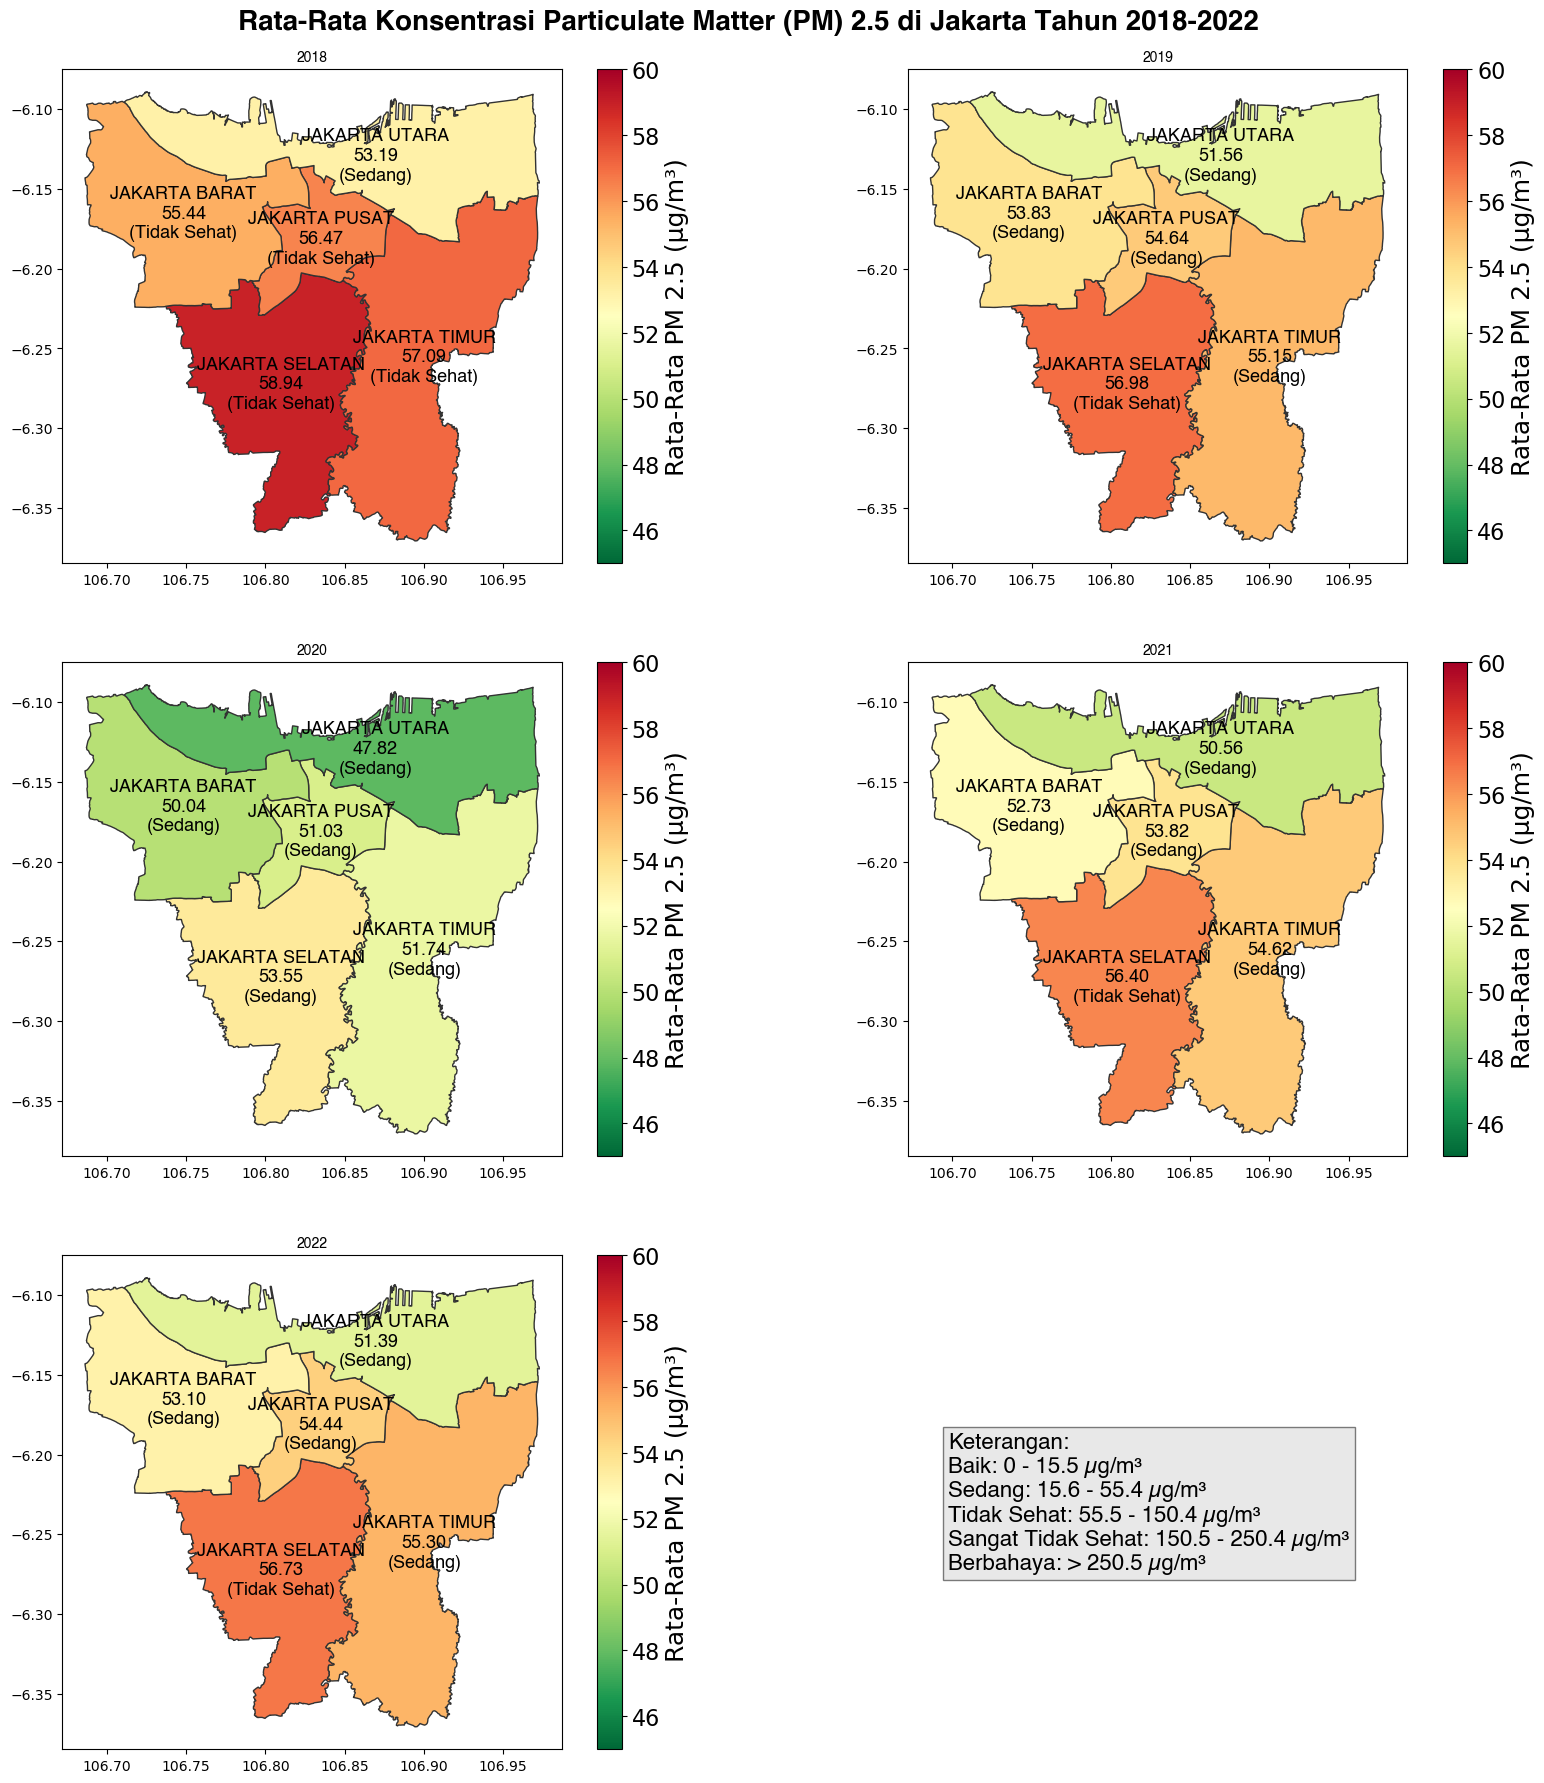 Rata-Rata Konsentrasi Particulate Matter (PM) 2.5 di Jakarta Tahun 2018-2022
2018
−6.10
−6.15
−6.20
−6.25
−6.30
−6.35
106.70 106.75 106.80 106.85 106.90 106.95
JAKARTA UTARA
53.19
(Sedang)
JAKARTA BARAT
55.44
(Tidak Sehat)
JAKARTA PUSAT
56.47
(Tidak Sehat)
JAKARTA TIMUR
57.09
(Tidak Sehat)
JAKARTA SELATAN
58.94
(Tidak Sehat)
60
58
56
54
52
50
48
46
Rata-Rata PM 2.5 (µg/m³)
2019
−6.10
−6.15
−6.20
−6.25
−6.30
−6.35
106.70 106.75 106.80 106.85 106.90 106.95
JAKARTA UTARA
51.56
(Sedang)
JAKARTA BARAT
53.83
(Sedang)
JAKARTA PUSAT
54.64
(Sedang)
JAKARTA TIMUR
55.15
(Sedang)
JAKARTA SELATAN
56.98
(Tidak Sehat)
60
58
56
54
52
50
48
46
Rata-Rata PM 2.5 (µg/m³)
2020
−6.10
−6.15
−6.20
−6.25
−6.30
−6.35
106.70 106.75 106.80 106.85 106.90 106.95
JAKARTA UTARA
47.82
(Sedang)
JAKARTA BARAT
50.04
(Sedang)
JAKARTA PUSAT
51.03
(Sedang)
JAKARTA TIMUR
51.74
(Sedang)
JAKARTA SELATAN
53.55
(Sedang)
60
58
56
54
52
50
48
46
Rata-Rata PM 2.5 (µg/m³)
2021
−6.10
−6.15
−6.20
−6.25
−6.30
−6.35
106.70 106.75 106.80 106.85 106.90 106.95
JAKARTA UTARA
50.56
(Sedang)
JAKARTA BARAT
52.73
(Sedang)
JAKARTA PUSAT
53.82
(Sedang)
JAKARTA TIMUR
54.62
(Sedang)
JAKARTA SELATAN
56.40
(Tidak Sehat)
60
58
56
54
52
50
48
46
Rata-Rata PM 2.5 (µg/m³)
2022
−6.10
−6.15
−6.20
−6.25
−6.30
−6.35
106.70 106.75 106.80 106.85 106.90 106.95
JAKARTA UTARA
51.39
(Sedang)
JAKARTA BARAT
53.10
(Sedang)
JAKARTA PUSAT
54.44
(Sedang)
JAKARTA TIMUR
55.30
(Sedang)
JAKARTA SELATAN
56.73
(Tidak Sehat)
60
58
56
54
52
50
48
46
Rata-Rata PM 2.5 (µg/m³)
Keterangan:
Baik: 0 - 15.5 µg/m³
Sedang: 15.6 - 55.4 µg/m³
Tidak Sehat: 55.5 - 150.4 µg/m³
Sangat Tidak Sehat: 150.5 - 250.4 µg/m³
Berbahaya: > 250.5 µg/m³